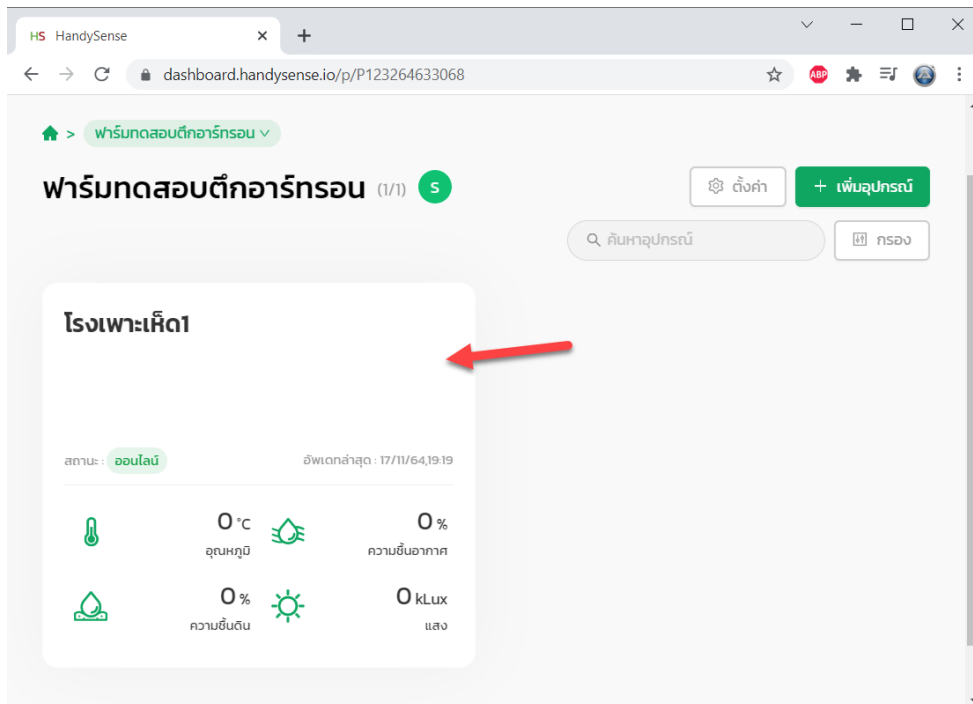 HS HandySense
dashboard.handysense.io/p/P123264633068
ABP
> ฟาร์มทดสอบตึกอาร์ทรอน
ฟาร์มทดสอบตึกอาร์ทรอน (1/1) S
ตั้งค่า
+ เพิ่มอุปกรณ์
ค้นหาอุปกรณ์
กรอง
โรงเพาะเห็ด1
สถานะ : ออนไลน์
อัพเดทล่าสุด : 17/11/64,19:19
0 °C
อุณหภูมิ
0 %
ความชื้นอากาศ
0 %
ความชื้นดิน
0 kLux
แสง